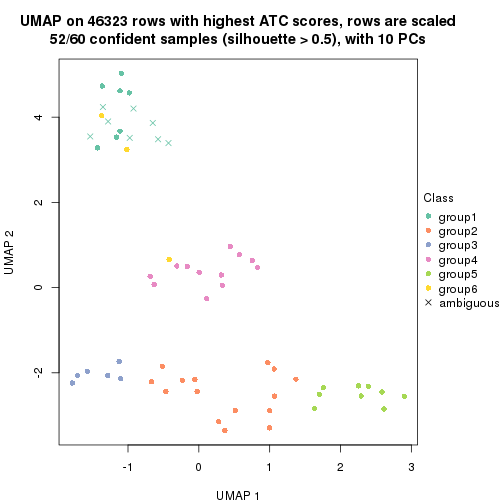 UMAP on 46323 rows with highest ATC scores, rows are scaled
52/60 confident samples (silhouette > 0.5), with 10 PCs
UMAP 2
4
2
0
-2
-1
0
1
2
3
UMAP 1
Class
group1
group2
group3
group4
group5
group6
ambiguous